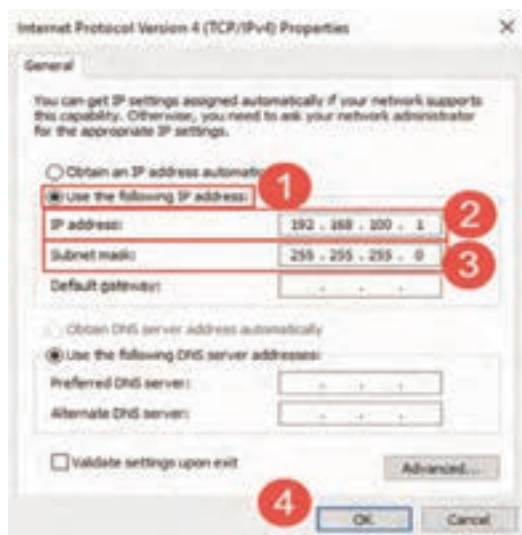 Internet Protocol Version 4 (TCP/IPv4) Properties
General
You can get IP settings assigned automatically if your network supports
this capability. Otherwise, you need to ask your network administrator
for the appropriate IP settings.
Obtain an IP address automatic
Use the following IP address: 1
IP address: 192 . 168 . 100 . 1 2
Subnet mask: 255 . 255 . 255 . 0 3
Default gateway: . . .
Obtain DNS server address automatically
Use the following DNS server addresses:
Preferred DNS server: . . .
Alternate DNS server: . . .
Validate settings upon exit
Advanced...
4
OK Cancel